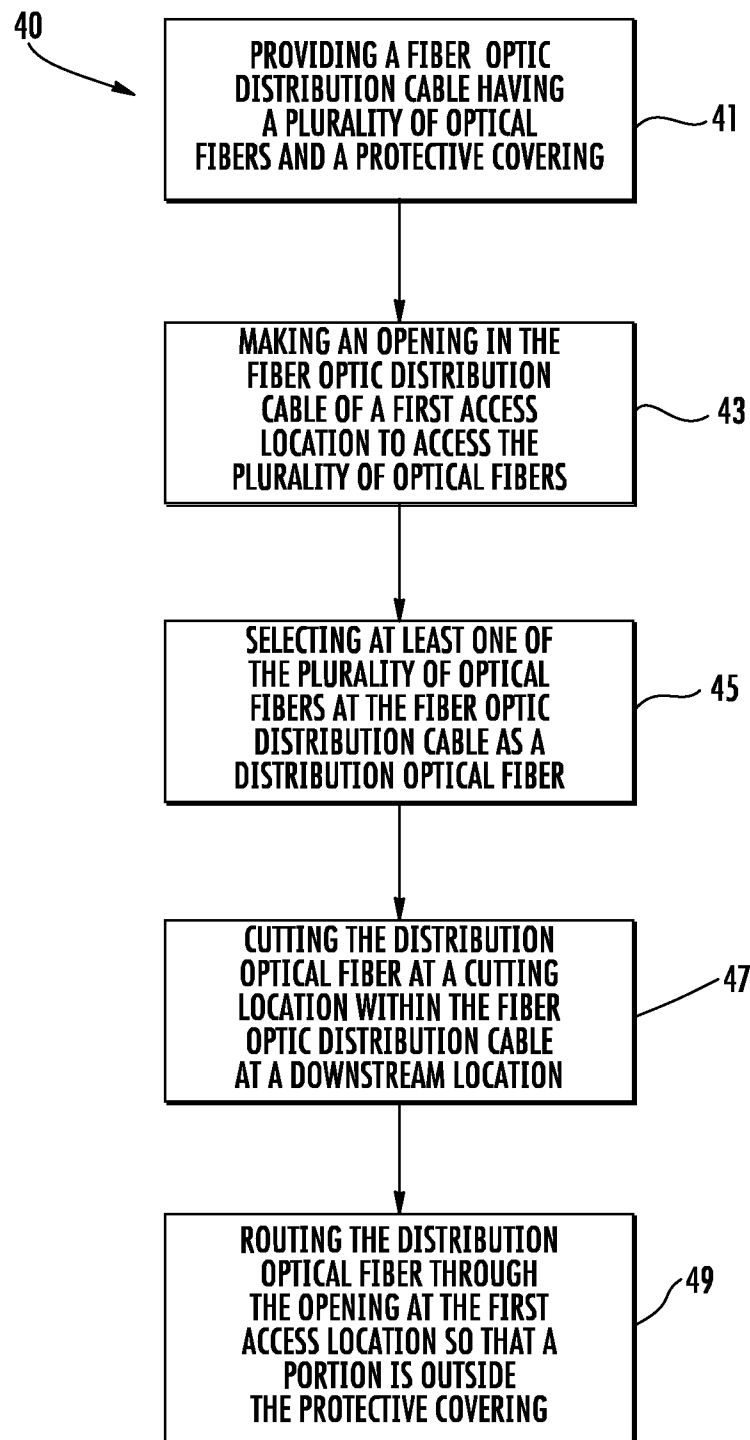 40
PROVIDING A FIBER OPTIC
DISTRIBUTION CABLE HAVING
A PLURALITY OF OPTICAL
FIBERS AND A PROTECTIVE COVERING
41
MAKING AN OPENING IN THE
FIBER OPTIC DISTRIBUTION
CABLE OF A FIRST ACCESS
LOCATION TO ACCESS THE
PLURALITY OF OPTICAL FIBERS
43
SELECTING AT LEAST ONE OF
THE PLURALITY OF OPTICAL
FIBERS AT THE FIBER OPTIC
DISTRIBUTION CABLE AS A
DISTRIBUTION OPTICAL FIBER
45
CUTTING THE DISTRIBUTION
OPTICAL FIBER AT A CUTTING
LOCATION WITHIN THE FIBER
OPTIC DISTRIBUTION CABLE
AT A DOWNSTREAM LOCATION
47
ROUTING THE DISTRIBUTION
OPTICAL FIBER THROUGH
THE OPENING AT THE FIRST
ACCESS LOCATION SO THAT A
PORTION IS OUTSIDE
THE PROTECTIVE COVERING
49